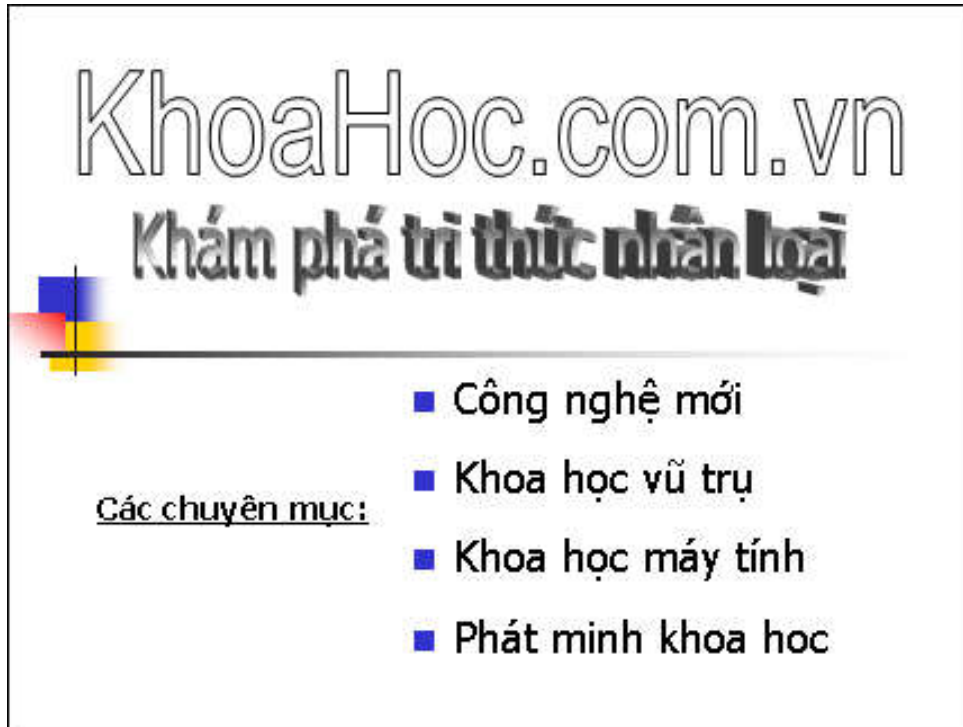 KhoaHoc.com.vn
Khám phá tri thức nhân loại
Các chuyên mục:
Công nghệ mới
Khoa học vũ trụ
Khoa học máy tính
Phát minh khoa hoc